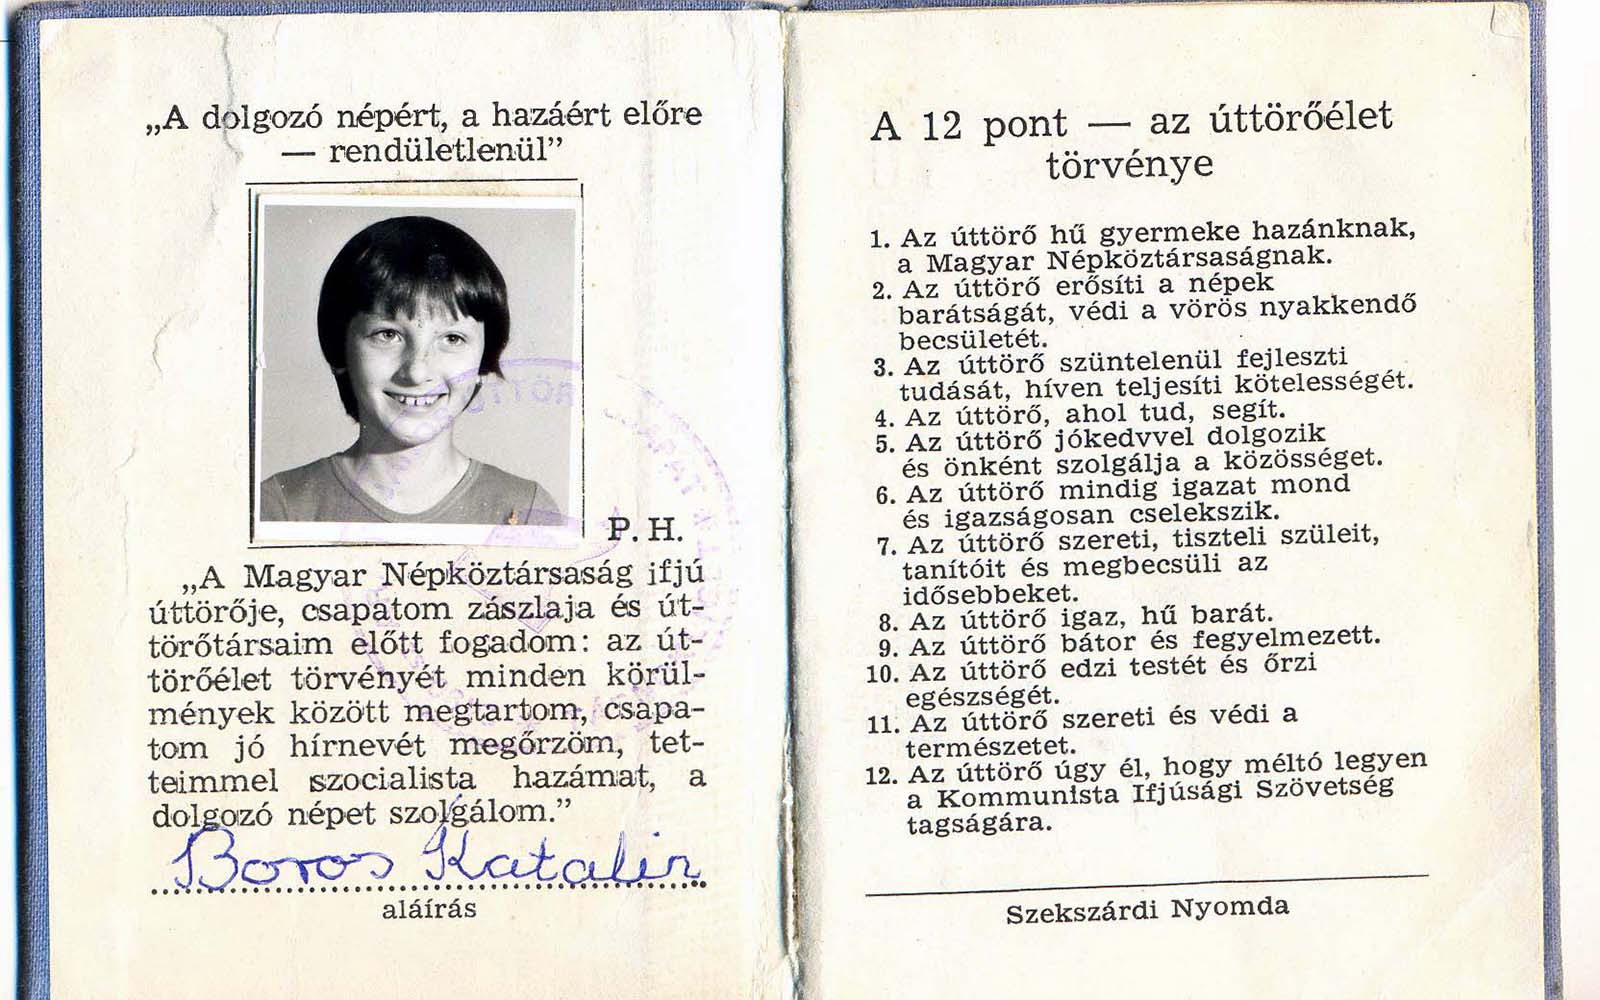 „A dolgozó népért, a hazáért előre
— rendületlenül”
P. H.
„A Magyar Népköztársaság ifjú
úttörője, csapatom zászlaja és út-
törőtársaim előtt fogadom: az út-
törőélet törvényét minden körül-
mények között megtartom, csapa-
tom jó hírnevét megőrzöm, tet-
teimmel szocialista hazámat, a
dolgozó népet szolgálom.”
Boros Katalin
aláírás
A 12 pont — az úttörőélet
törvénye
1. Az úttörő hű gyermeke hazánknak,
a Magyar Népköztársaságnak.
2. Az úttörő erősíti a népek
barátságát, védi a vörös nyakkendő
becsületét.
3. Az úttörő szüntelenül fejleszti
tudását, híven teljesíti kötelességét.
4. Az úttörő, ahol tud, segít.
5. Az úttörő jókedvvel dolgozik
és önként szolgálja a közösséget.
6. Az úttörő mindig igazat mond
és igazságosan cselekszik.
7. Az úttörő szereti, tiszteli szüleit,
tanítóit és megbecsüli az
idősebbeket.
8. Az úttörő igaz, hű barát.
9. Az úttörő bátor és fegyelmezett.
10. Az úttörő edzi testét és őrzi
egészségét.
11. Az úttörő szereti és védi a
természetet.
12. Az úttörő úgy él, hogy méltó legyen
a Kommunista Ifjúsági Szövetség
tagságára.
Szekszárdi Nyomda